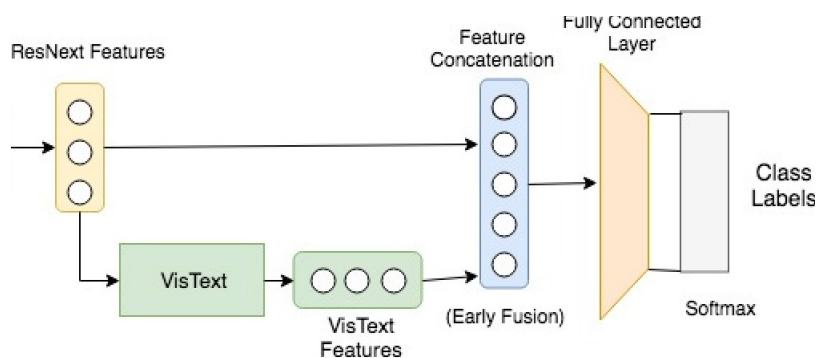 ResNext Features
Feature
Concatenation
Fully Connected
Layer
Class
Labels
VisText
VisText
Features
(Early Fusion)
Softmax